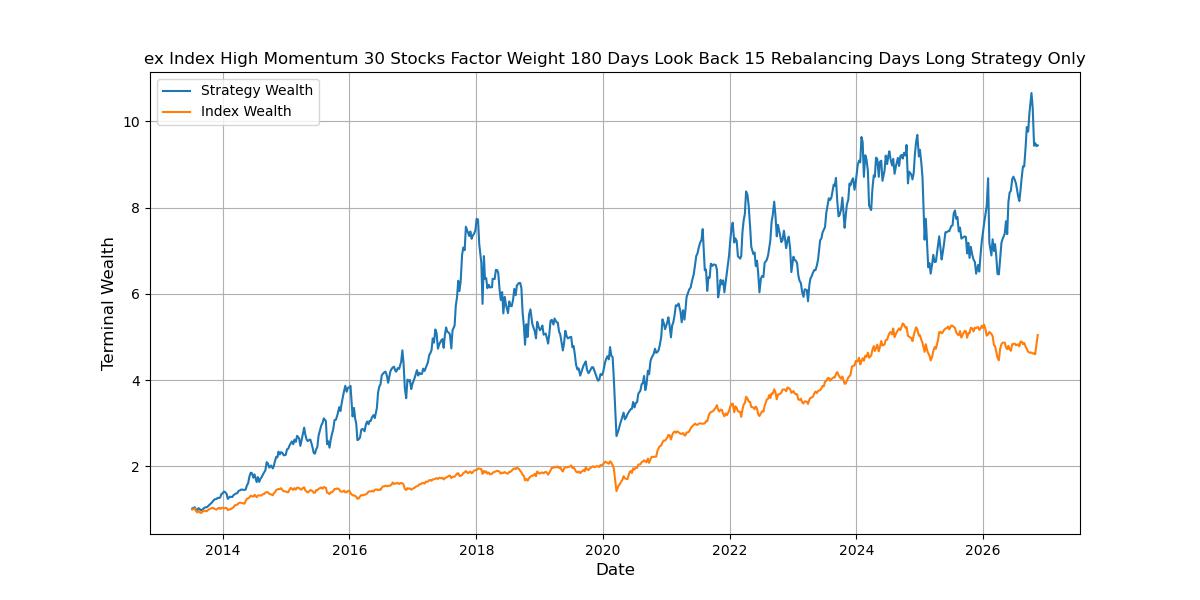 ex Index High Momentum 30 Stocks Factor Weight 180 Days Look Back 15 Rebalancing Days Long Strategy Only
Strategy Wealth
Index Wealth
Terminal Wealth
10
8
6
4
2
2014 2016 2018 2020 2022 2024 2026
Date